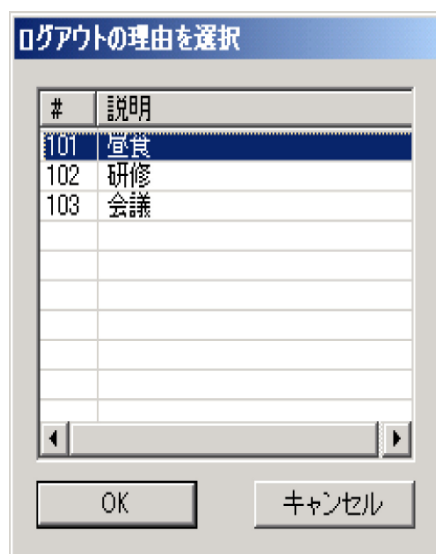 ログアウトの理由を選択
# 説明
101 昼食
102 研修
103 会議
OK キャンセル